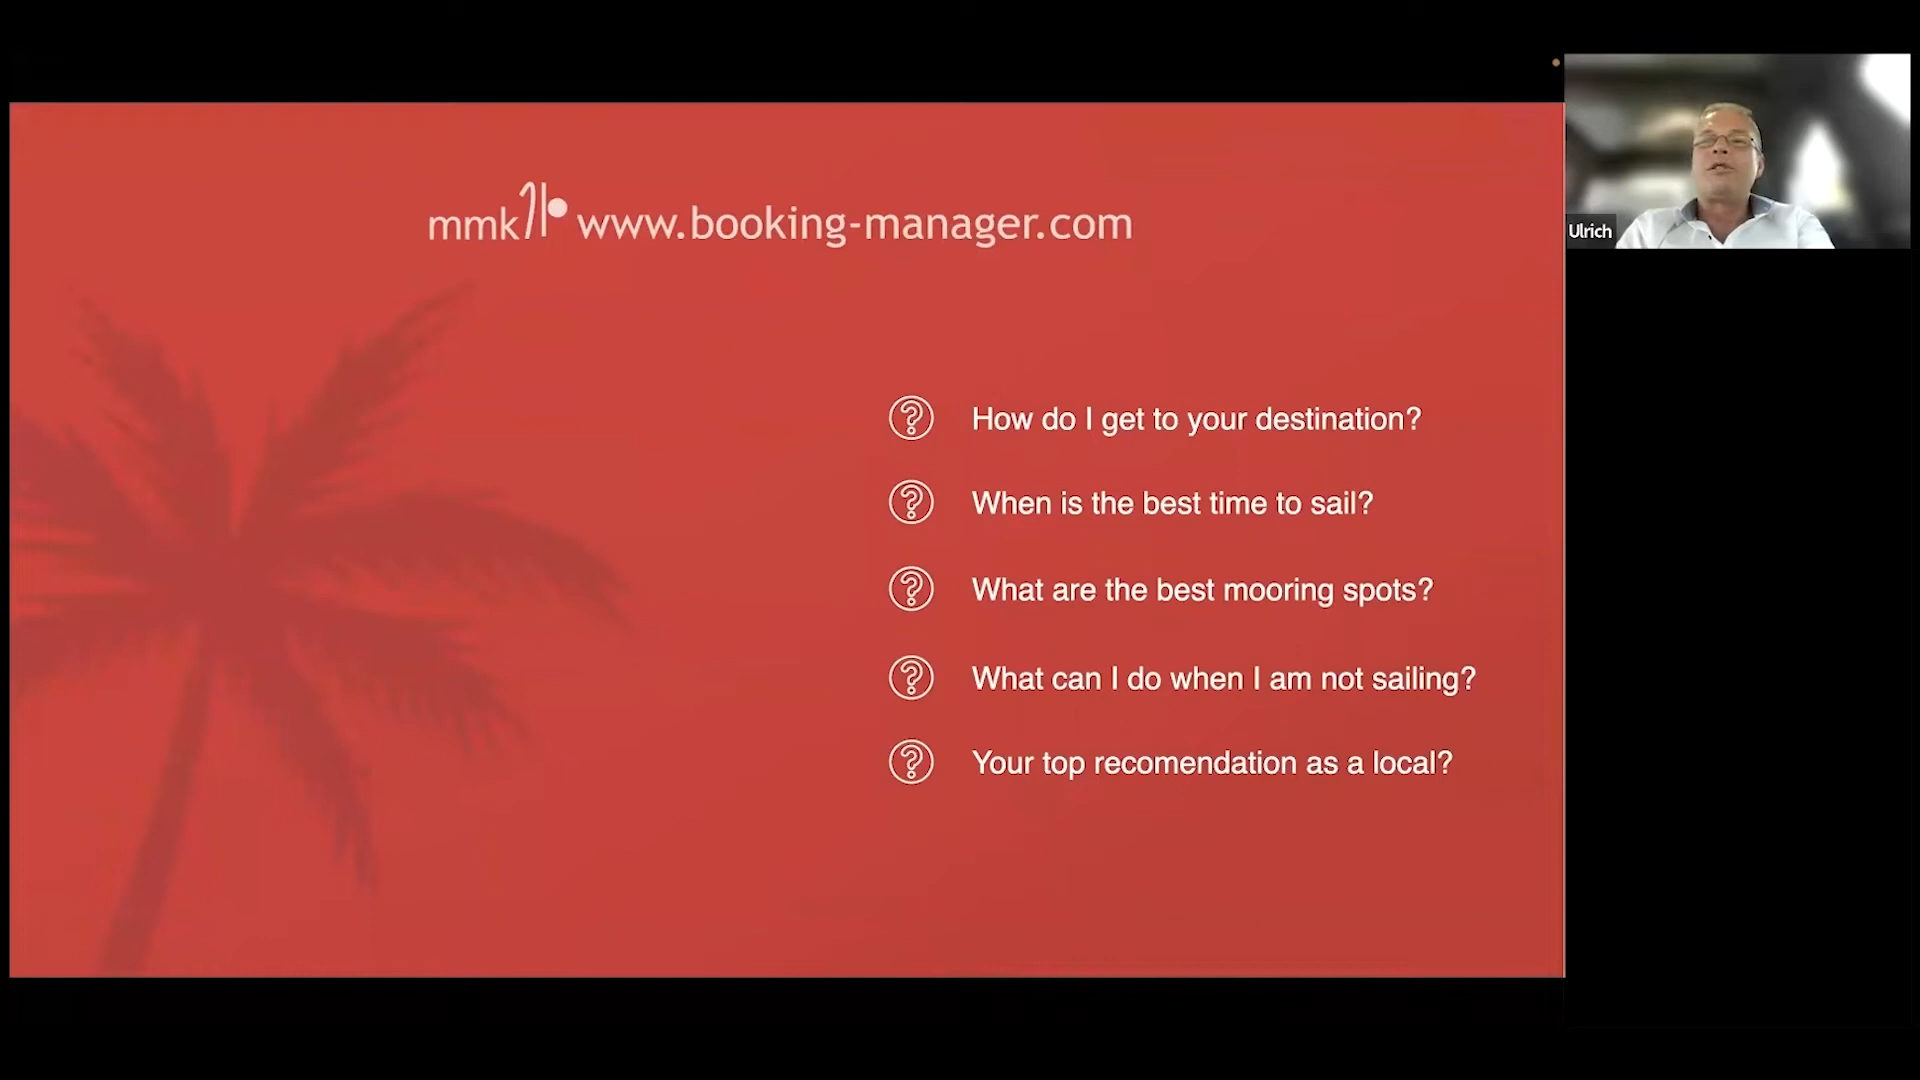 mmk www.booking-manager.com
Ulrich
How do I get to your destination?
When is the best time to sail?
What are the best mooring spots?
What can I do when I am not sailing?
Your top recomendation as a local?